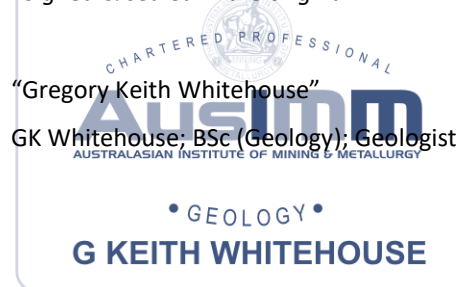 CHARTERED PROFESSIONAL
“Gregory Keith Whitehouse”
AusIMM
GK Whitehouse; BSc (Geology); Geologist
AUSTRALASIAN INSTITUTE OF MINING & METALLURGY
• GEOLOGY •
G KEITH WHITEHOUSE